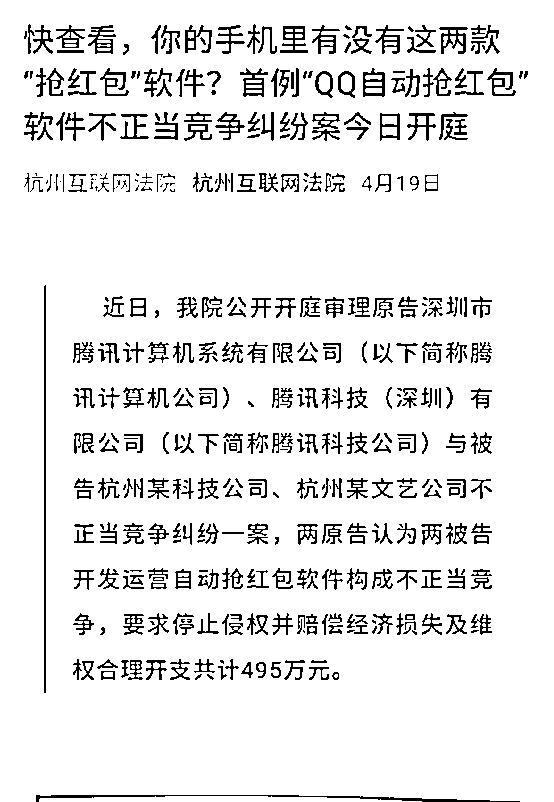 快查看，你的手机里有没有这两款
“抢红包”软件？首例“QQ自动抢红包”
软件不正当竞争纠纷案今日开庭
杭州互联网法院 杭州互联网法院 4月19日
近日，我院公开开庭审理原告深圳市
腾讯计算机系统有限公司（以下简称腾
讯计算机公司）、腾讯科技（深圳）有
限公司（以下简称腾讯科技公司）与被
告杭州某科技公司、杭州某文艺公司不
正当竞争纠纷一案，两原告认为两被告
开发运营自动抢红包软件构成不正当竞
争，要求停止侵权并赔偿经济损失及维
权合理开支共计495万元。